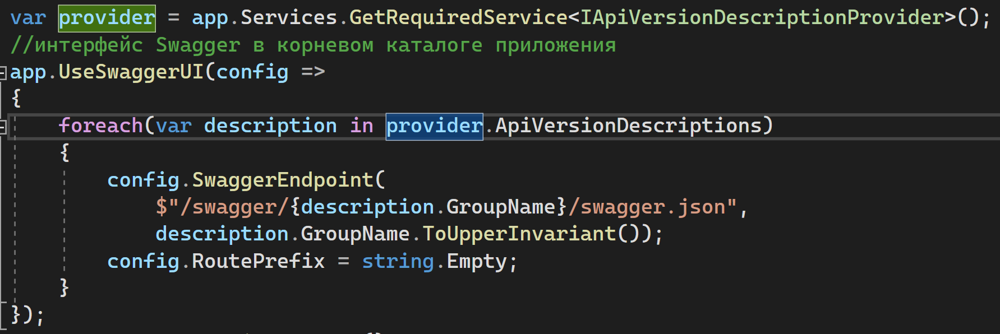 var provider = app.Services.GetRequiredService<IApiVersionDescriptionProvider>();
//интерфейс Swagger в корневом каталоге приложения
app.UseSwaggerUI(config =>
{
foreach(var description in provider.ApiVersionDescriptions)
{
config.SwaggerEndpoint(
$"/swagger/{description.GroupName}/swagger.json",
description.GroupName.ToUpperInvariant());
config.RoutePrefix = string.Empty;
}
});